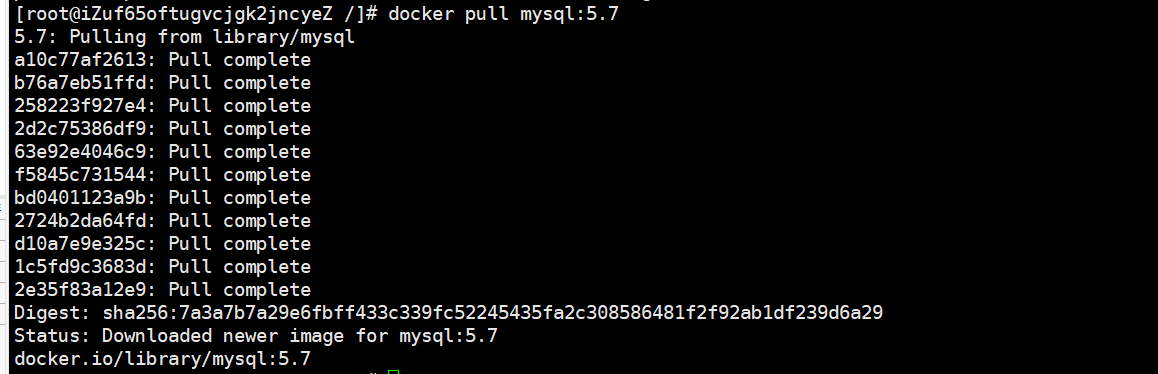 [root@iZuf65oftugvcjgk2jncyeZ /]# docker pull mysql:5.7
5.7: Pulling from library/mysql
a10c77af2613: Pull complete
b76a7eb51ffd: Pull complete
258223f927e4: Pull complete
2d2c75386df9: Pull complete
63e92e4046c9: Pull complete
f5845c731544: Pull complete
bd0401123a9b: Pull complete
2724b2da64fd: Pull complete
d10a7e9e325c: Pull complete
1c5fd9c3683d: Pull complete
2e35f83a12e9: Pull complete
Digest: sha256:7a3a7b7a29e6fbff433c339fc52245435fa2c308586481f2f92ab1df239d6a29
Status: Downloaded newer image for mysql:5.7
docker.io/library/mysql:5.7